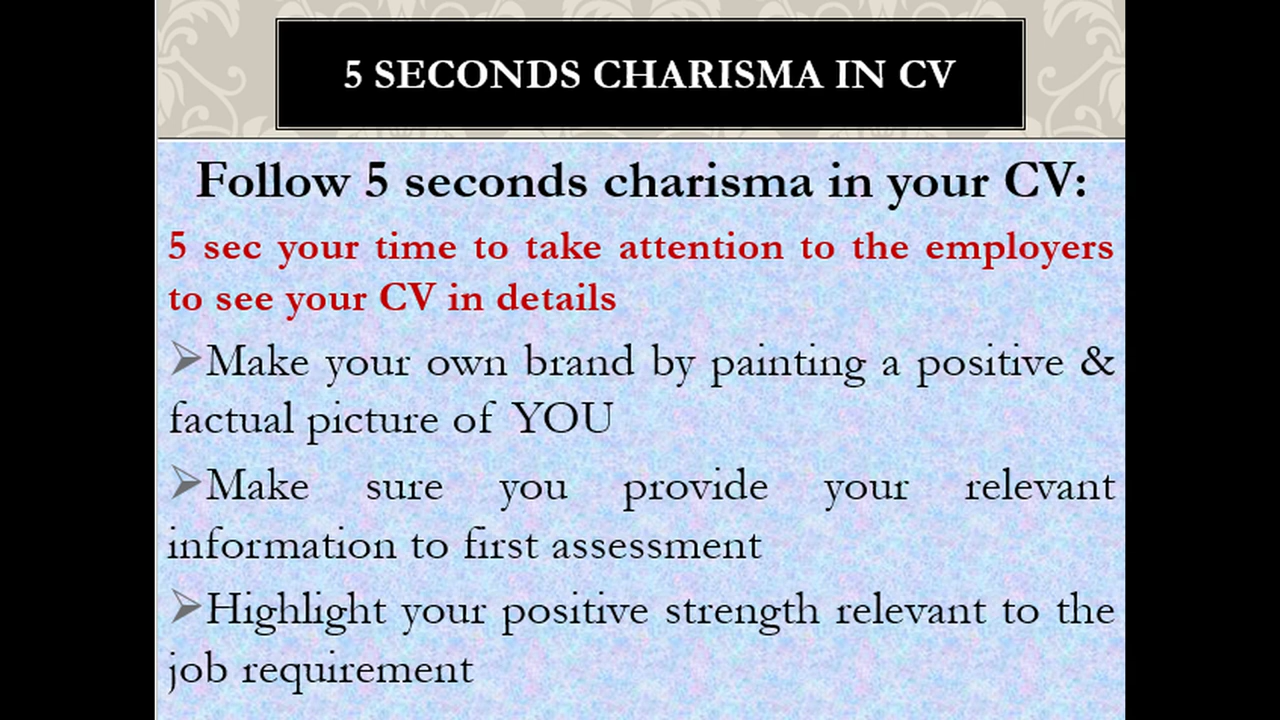 5 SECONDS CHARISMA IN CV
Follow 5 seconds charisma in your CV:
5 sec your time to take attention to the employers
to see your CV in details
➢Make your own brand by painting a positive &
factual picture of YOU
➢Make sure you provide your relevant
information to first assessment
➢Highlight your positive strength relevant to the
job requirement